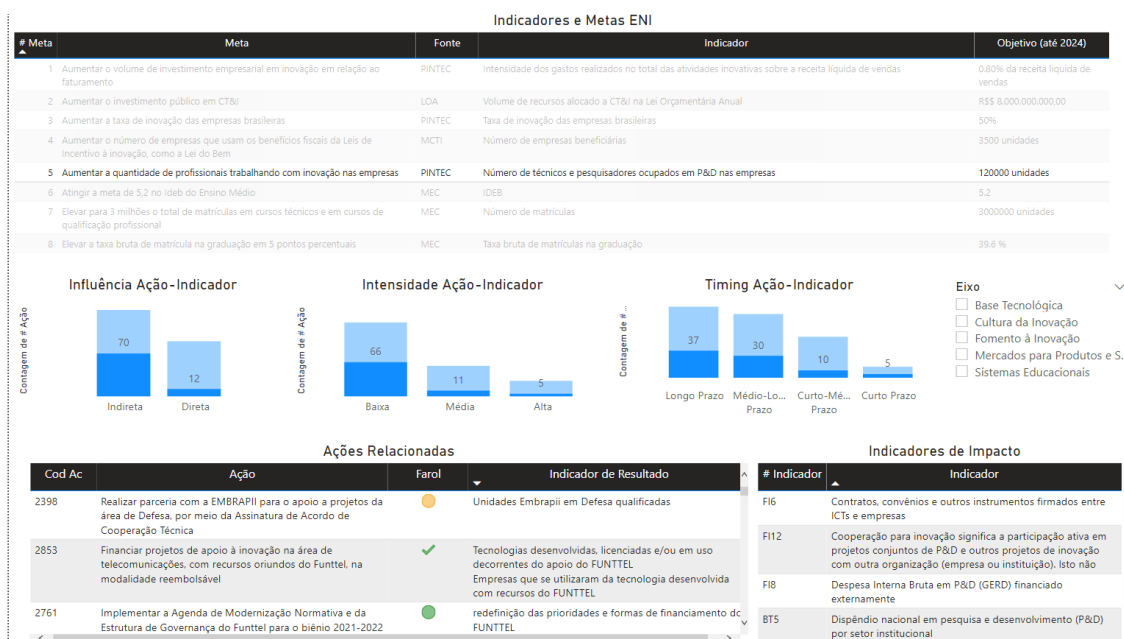 Indicadores e Metas ENI
# Meta Meta Fonte Indicador Objetivo (até 2024)
1 Aumentar o volume de investimento empresarial em inovação em relação ao PINTEC Intensidade dos gastos realizados no total das atividades inovativas sobre a receita líquida de vendas 0.80% da receita líquida de
faturamento vendas
2 Aumentar o investimento público em CT&I LOA Volume de recursos alocado a CT&I na Lei Orçamentária Anual R$$ 8.000.000.000,00
3 Aumentar a taxa de inovação das empresas brasileiras PINTEC Taxa de inovação das empresas brasileiras 50%
4 Aumentar o número de empresas que usam os benefícios fiscais da Leis de MCTI Número de empresas beneficiárias 3500 unidades
Incentivo à inovação, como a Lei do Bem
5 Aumentar a quantidade de profissionais trabalhando com inovação nas empresas PINTEC Número de técnicos e pesquisadores ocupados em P&D nas empresas 120000 unidades
6 Atingir a meta de 5,2 no Ideb do Ensino Médio MEC IDEB 5.2
7 Elevar para 3 milhões o total de matrículas em cursos técnicos e em cursos de MEC Número de matrículas 3000000 unidades
qualificação profissional
8 Elevar a taxa bruta de matrícula na graduação em 5 pontos percentuais MEC Taxa bruta de matrículas na graduação 39.6 %
Influência Ação-Indicador
Contagem de # Ação
70
12
Indireta Direta
Intensidade Ação-Indicador
Contagem de # Ação
66
11
5
Baixa Média Alta
Timing Ação-Indicador
Contagem de # ...
37
30
10
5
Longo Prazo Médio-Lo... Curto-Mé... Curto Prazo
Prazo Prazo
Eixo
Base Tecnológica
Cultura da Inovação
Fomento à Inovação
Mercados para Produtos e S.
Sistemas Educacionais
Ações Relacionadas
Cod Ac Ação Farol Indicador de Resultado
2398 Realizar parceria com a EMBRAPII para o apoio a projetos da Unidades Embrapii em Defesa qualificadas
área de Defesa, por meio da Assinatura de Acordo de
Cooperação Técnica
2853 Financiar projetos de apoio à inovação na área de Tecnologias desenvolvidas, licenciadas e/ou em uso
telecomunicações, com recursos oriundos do Funttel, na decorrentes do apoio do FUNTTEL
modalidade reembolsável Empresas que se utilizaram da tecnologia desenvolvida
com recursos do FUNTTEL
2761 Implementar a Agenda de Modernização Normativa e da redefinição das prioridades e formas de financiamento do
Estrutura de Governança do Funttel para o biênio 2021-2022 FUNTTEL
Indicadores de Impacto
# Indicador Indicador
FI6 Contratos, convênios e outros instrumentos firmados entre
ICTs e empresas
FI12 Cooperação para inovação significa a participação ativa em
projetos conjuntos de P&D e outros projetos de inovação
com outra organização (empresa ou instituição). Isto não
FI8 Despesa Interna Bruta em P&D (GERD) financiado
externamente
BT5 Dispêndio nacional em pesquisa e desenvolvimento (P&D)
por setor institucional